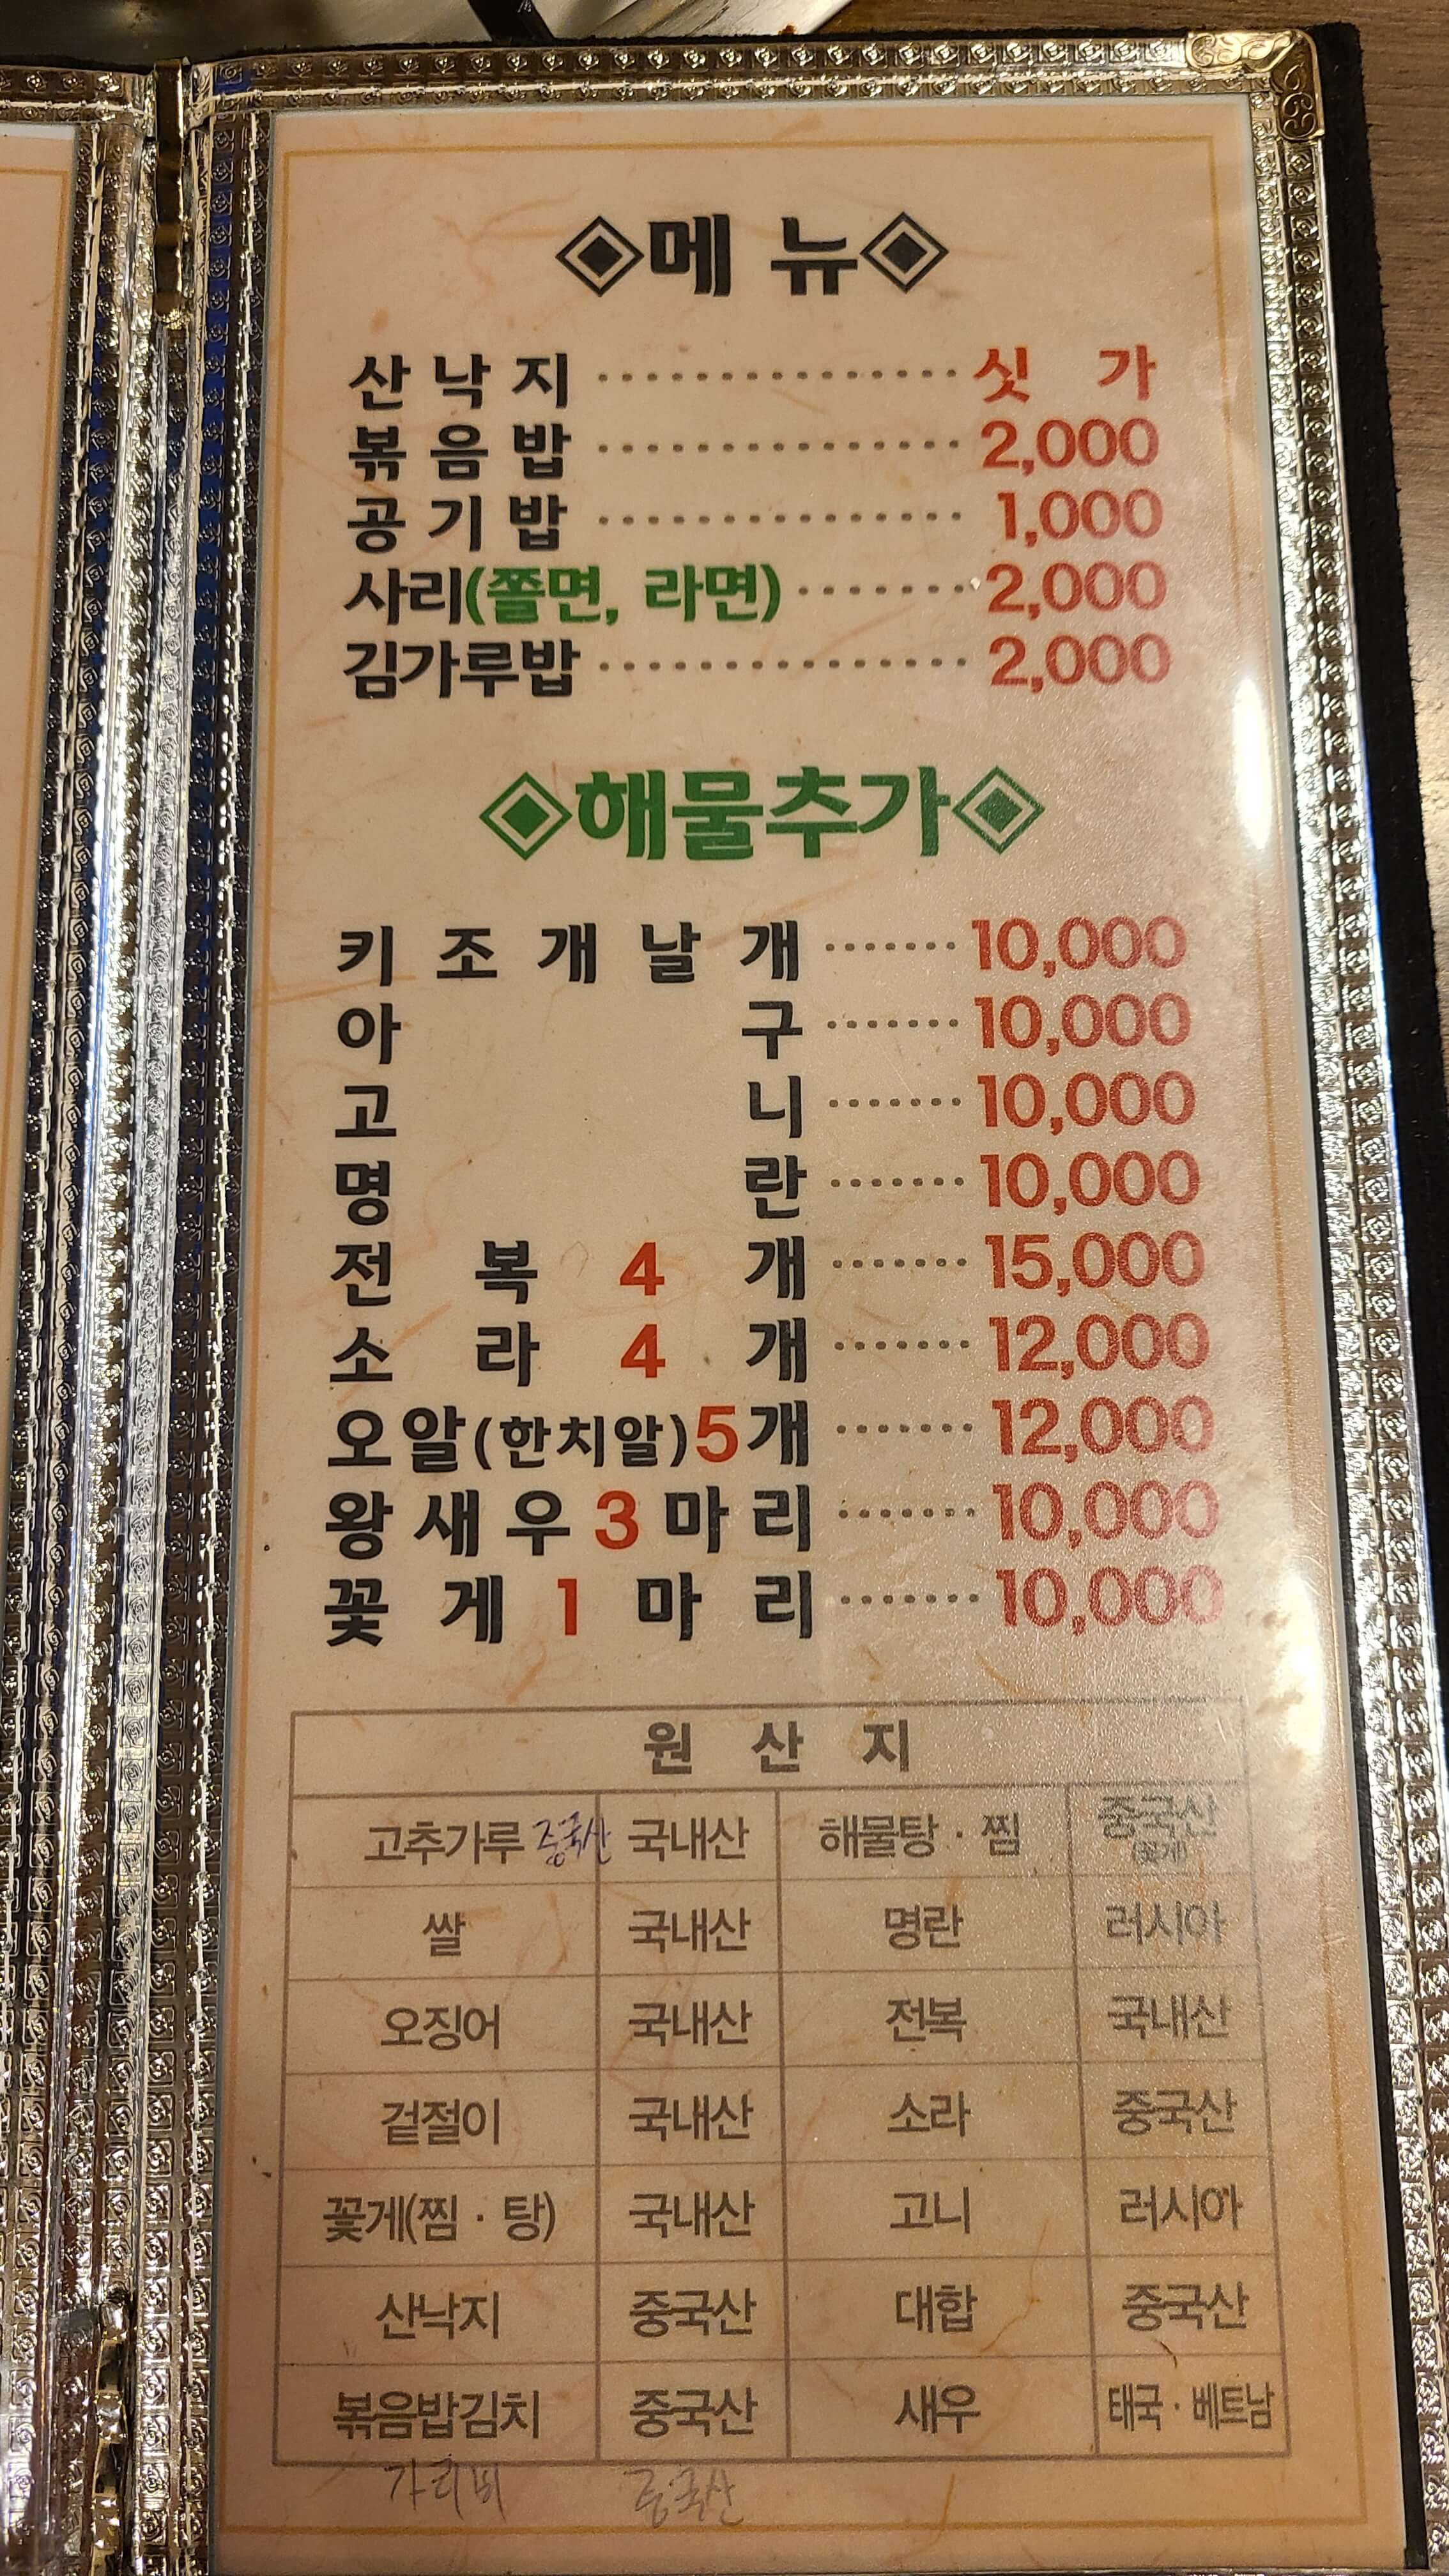 ◈메 뉴◈
산낙지 ················ 싯 가
볶음밥 ················ 2,000
공기밥 ················ 1,000
사리(쫄면, 라면) ········ 2,000
김가루밥 ················ 2,000
◈해물추가◈
키조개날개 ······· 10,000
아구 ······· 10,000
고니 ······· 10,000
명란 ······· 10,000
전복 4개 ······· 15,000
소라 4개 ······· 12,000
오알(한치알)5개 ······· 12,000
왕새우 3마리 ······· 10,000
꽃게 1마리 ······· 10,000
원 산 지
고추가루 중국산 국내산 해물탕 · 찜 중국산
(꽃게)
쌀 국내산 명란 러시아
오징어 국내산 전복 국내산
겉절이 국내산 소라 중국산
꽃게(찜 · 탕) 국내산 고니 러시아
산낙지 중국산 대합 중국산
볶음밥김치 중국산 새우 태국 · 베트남
가리비 중국산